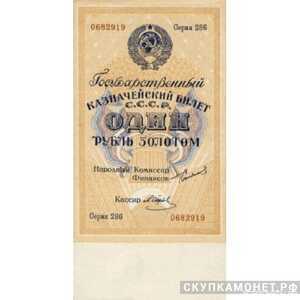 0682919 Серия 286
Государственный
КАЗНАЧЕЙСКИЙ БИЛЕТ
С.С.С.Р.
ОДИН
РУБЛЬ ЗОЛОТОМ
Народный Комиссар
Финансов
Кассир
Серия 286 0682919
СКУПКАМОНЕТ.РФ